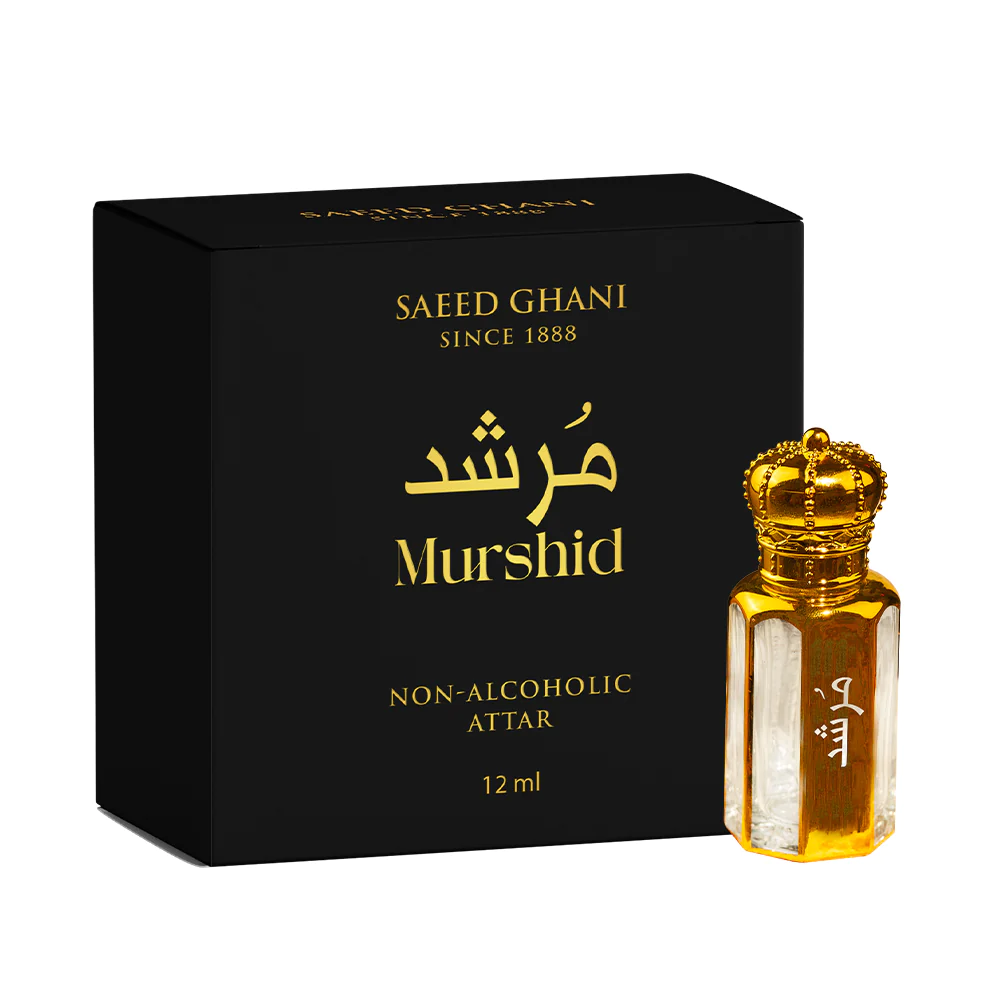 SAEED GHANI
SINCE 1888
SAEED GHANI
SINCE 1888
مُرشد
Murshid
NON-ALCOHOLIC
ATTAR
12 ml
مُرشد